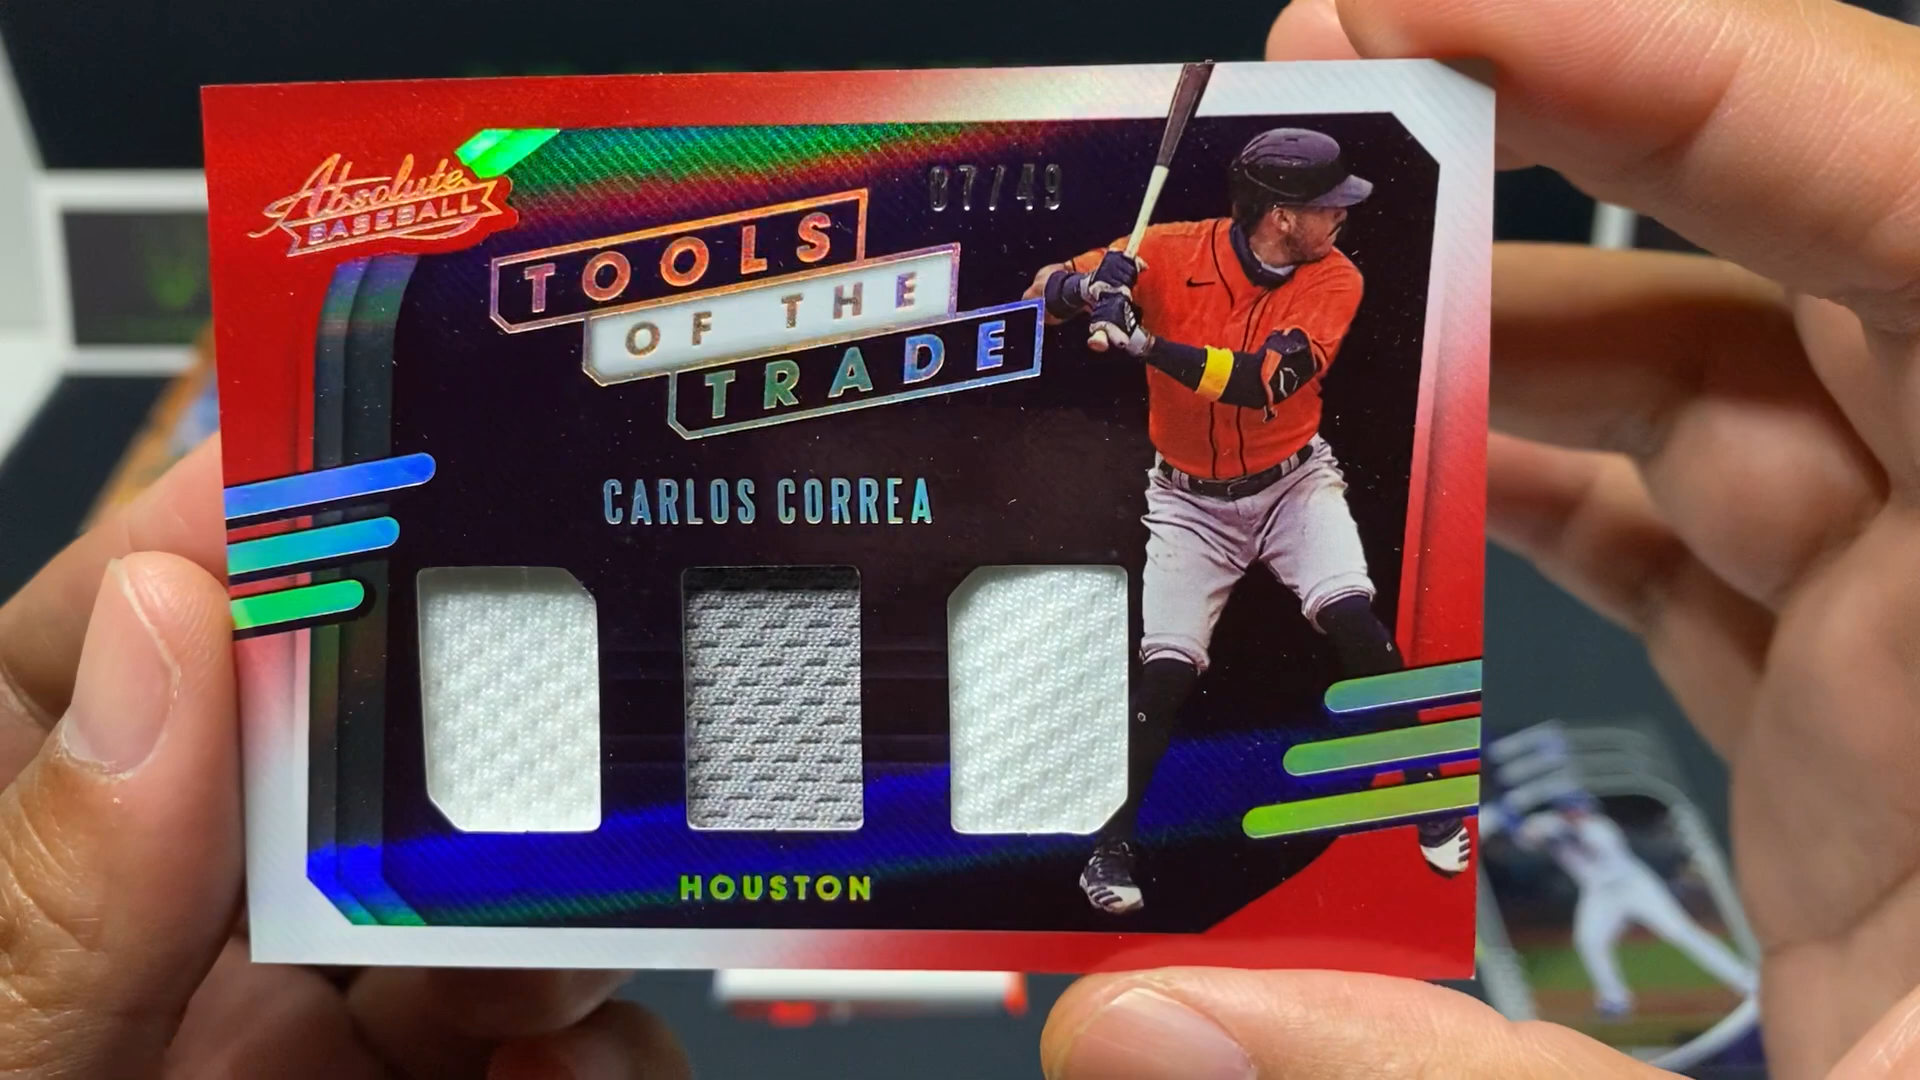 Absolute
BASEBALL
07/49
TOOLS
OF THE
TRADE
CARLOS CORREA
HOUSTON